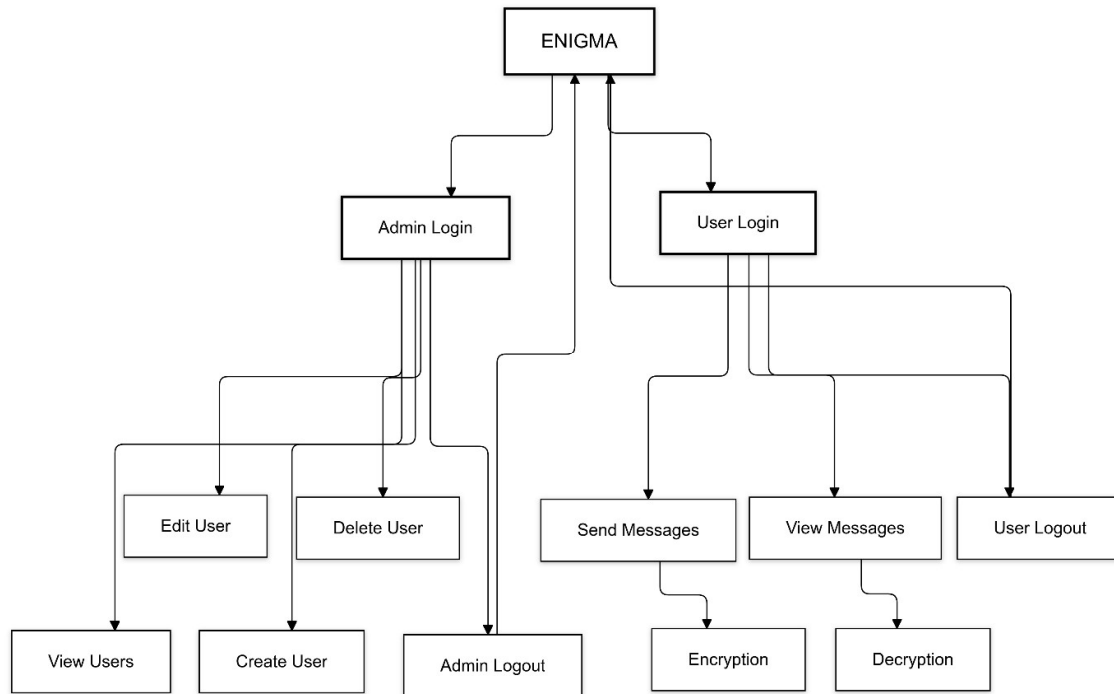 ENIGMA
Admin Login
User Login
Edit User
Delete User
Send Messages
View Messages
User Logout
View Users
Create User
Admin Logout
Encryption
Decryption